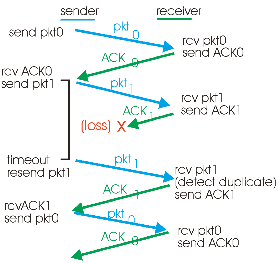 sender receiver
send pkt0
pkt0
rcv pkt0
send ACK0
ACK0
rcv ACK0
send pkt1
pkt1
rcv pkt1
send ACK1
ACK1
(loss) X
timeout
resend pkt1
pkt1
rcv pkt1
(detect duplicate)
send ACK1
ACK1
rcvACK1
send pkt0
pkt0
rcv pkt0
send ACK0
ACK0